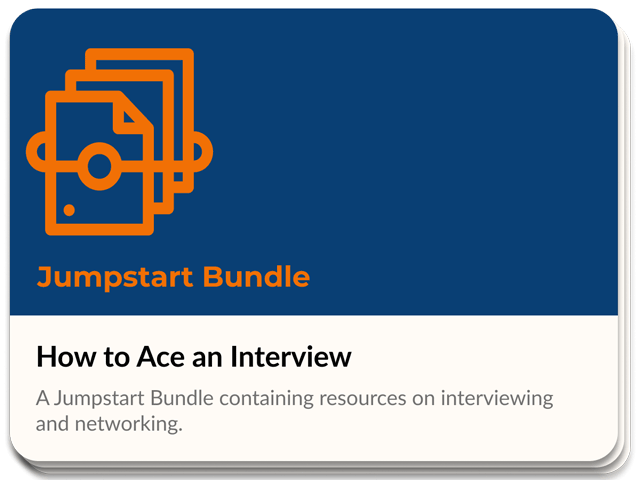 Jumpstart Bundle
How to Ace an Interview
A Jumpstart Bundle containing resources on interviewing
and networking.